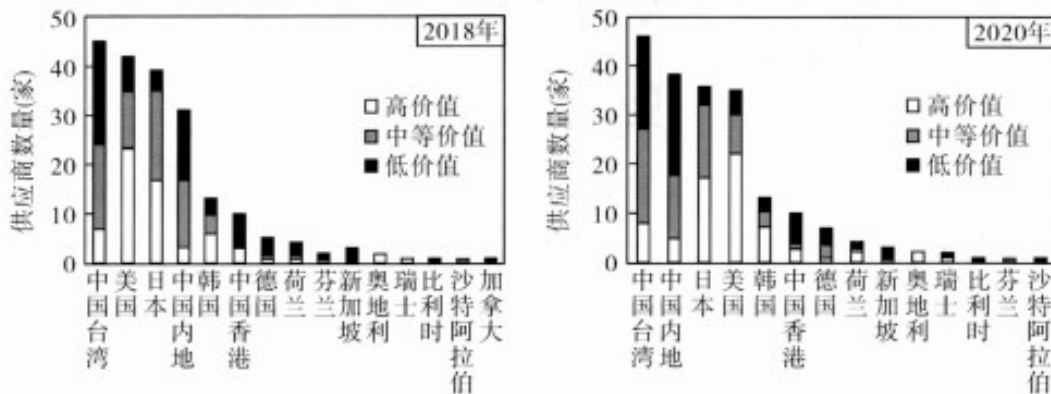 50
40
30
20
10
0
供应商数量(家)
2018年
高价值
中等价值
低价值
中国台湾
美国
日本
中国内地
韩国
中国香港
德国
荷兰
芬兰
新加坡
奥地利
瑞士
比利时
沙特阿拉伯
加拿大
50
40
30
20
10
0
供应商数量(家)
2020年
高价值
中等价值
低价值
中国台湾
中国内地
日本
美国
韩国
中国香港
德国
荷兰
新加坡
奥地利
瑞士
比利时
芬兰
沙特阿拉伯